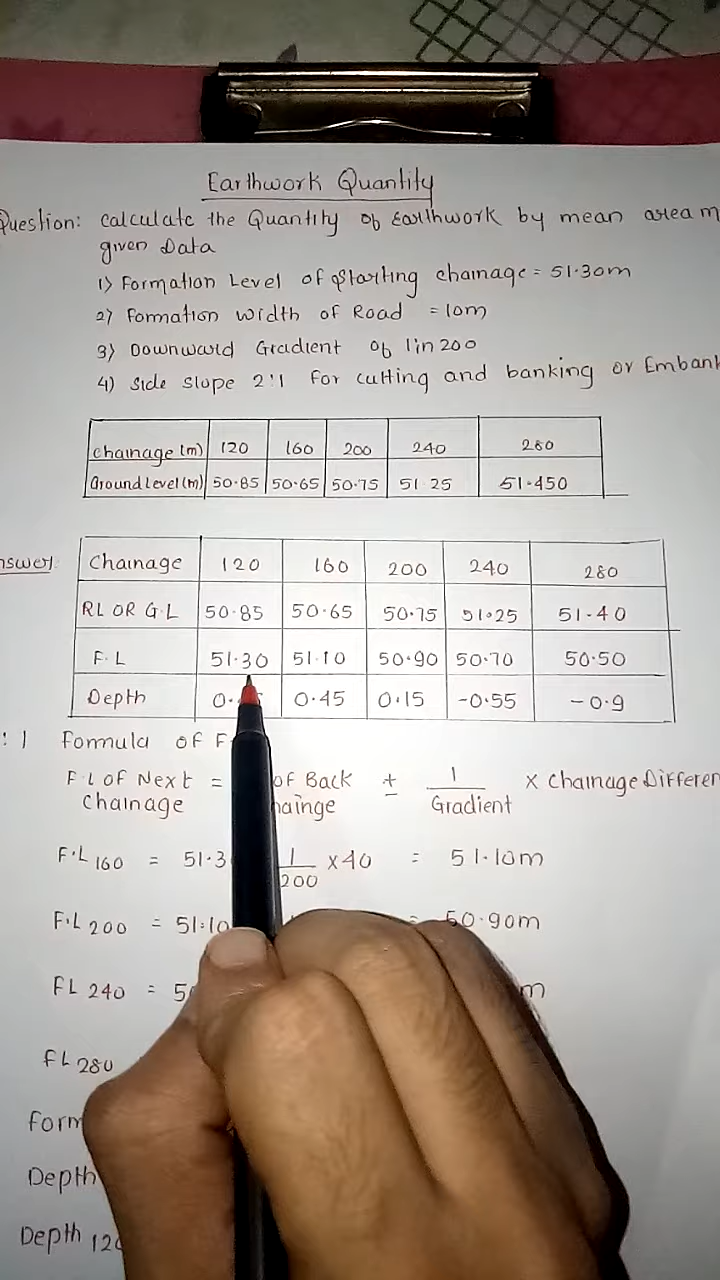 Earthwork Quantity
Question: Calculate the Quantity Of Earthwork by mean area m
given Data
1) Formation Level of Starting chainage = 51.30m
2) Formation Width of Road = 10m
3) Downward Gradient Of 1 in 200
4) Side Slope 2:1 For cutting and banking or Embank
Chainage (m) 120 160 200 240 280
Ground Level(m) 50.85 50.65 50.75 51.25 51.450
nswer:
Chainage 120 160 200 240 280
RL OR G.L 50.85 50.65 50.75 51.25 51.40
F.L 51.30 51.10 50.90 50.70 50.50
Depth 0. 0.45 0.15 -0.55 -0.9
: 1 Formula of F
F.L OF Next = of Back ± 1/Gradient x Chainage Differen
Chainage hainge
F.L 160 = 51.3 1/200 x40 = 51.10m
F.L 200 = 51.10 = 50.90m
FL 240 = 5 m
FL 280
Form
Depth
Depth 12